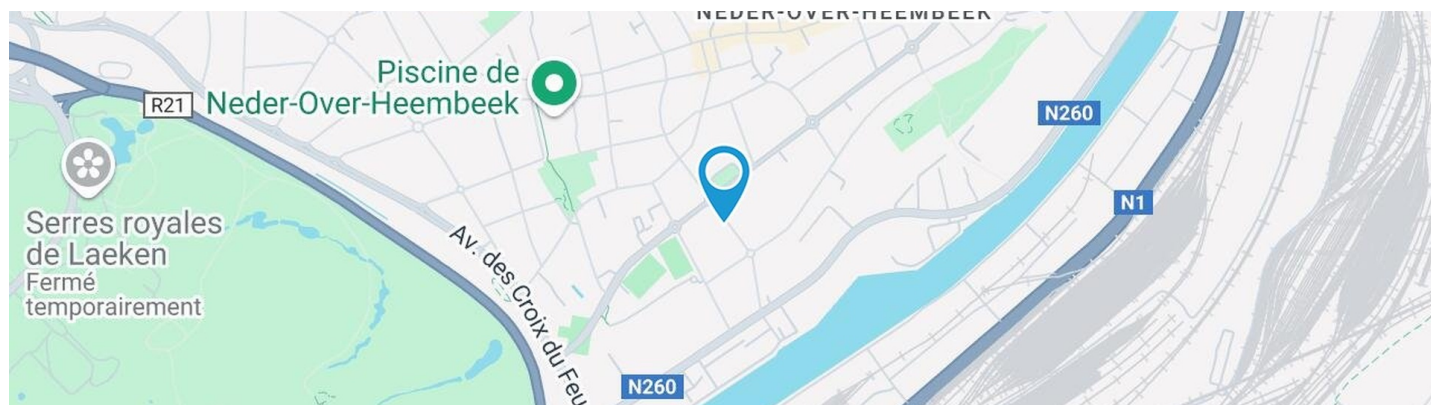 NEDER-OVER-HEEMBEEK
Piscine de
Neder-Over-Heembeek
R21
N260
N1
Serres royales
de Laeken
Fermé
temporairement
Av. des Croix du Feu
N260